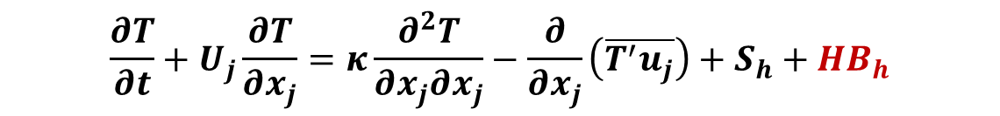 ∂T/∂t + U_j ∂T/∂x_j = κ ∂²T/∂x_j∂x_j − ∂/∂x_j (T′u_j)̅ + S_h + HB_h